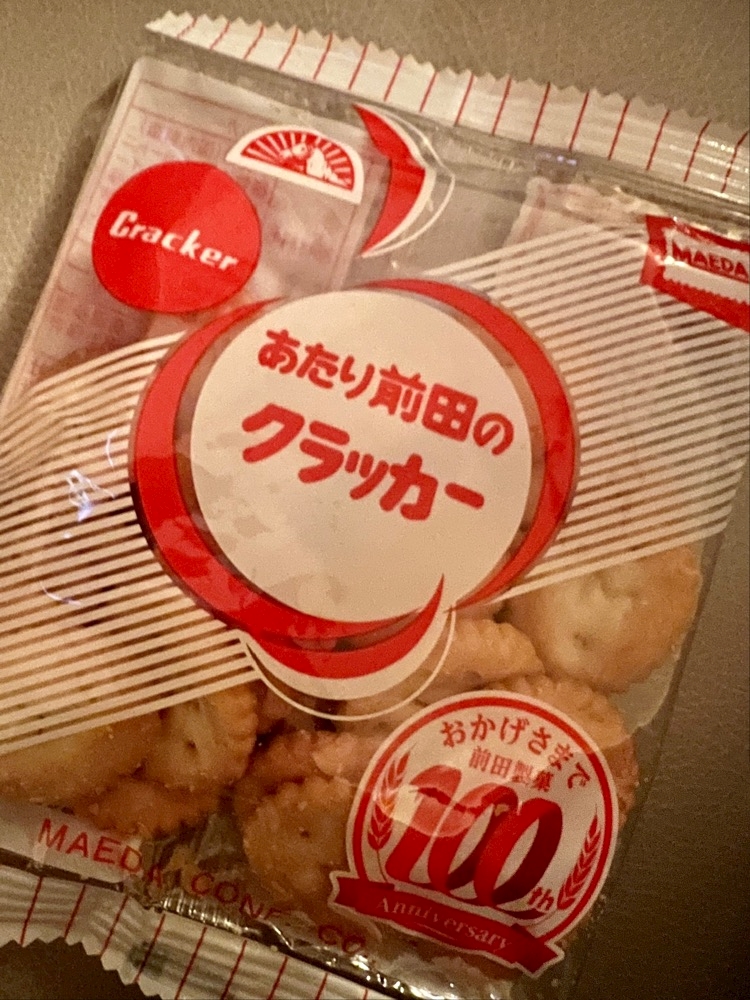 Cracker
MAEDA
あたり前田の
クラッカー
おかげさまで
前田製菓
100th
Anniversary
MAEDA CONF. CO.